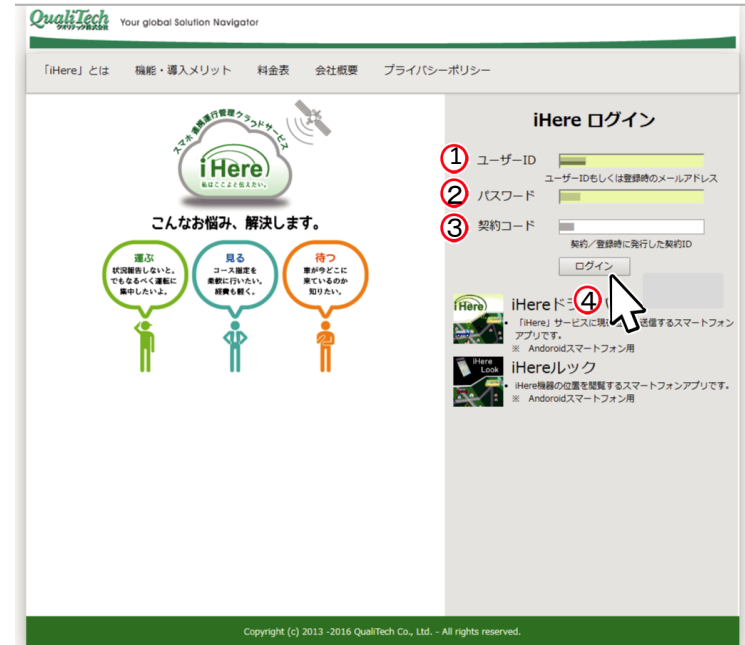 QualiTech Your global Solution Navigator
クオリテック株式会社
「iHere」とは 機能・導入メリット 料金表 会社概要 プライバシーポリシー
スマホ連携運行管理クラウドサービス
iHere)
私はここよと伝えたい。
こんなお悩み、解決します。
運ぶ
状況報告しないと。
でもなるべく運転に
集中したいよ。
見る
コース指定を
柔軟に行いたい。
経費も軽く。
待つ
車が今どこに
来ているのか
知りたい。
iHere ログイン
① ユーザーID
ユーザーIDもしくは登録時のメールアドレス
② パスワード
③ 契約コード
契約/登録時に発行した契約ID
ログイン
④
iHere)
iHereドラ
• 「iHere」サービスに現 送信するスマートフォン
アプリです。
※ Andoroidスマートフォン用
iHere
Look
iHereルック
• iHere機器の位置を閲覧するスマートフォンアプリです。
※ Andoroidスマートフォン用
Copyright (c) 2013 -2016 QualiTech Co., Ltd. - All rights reserved.